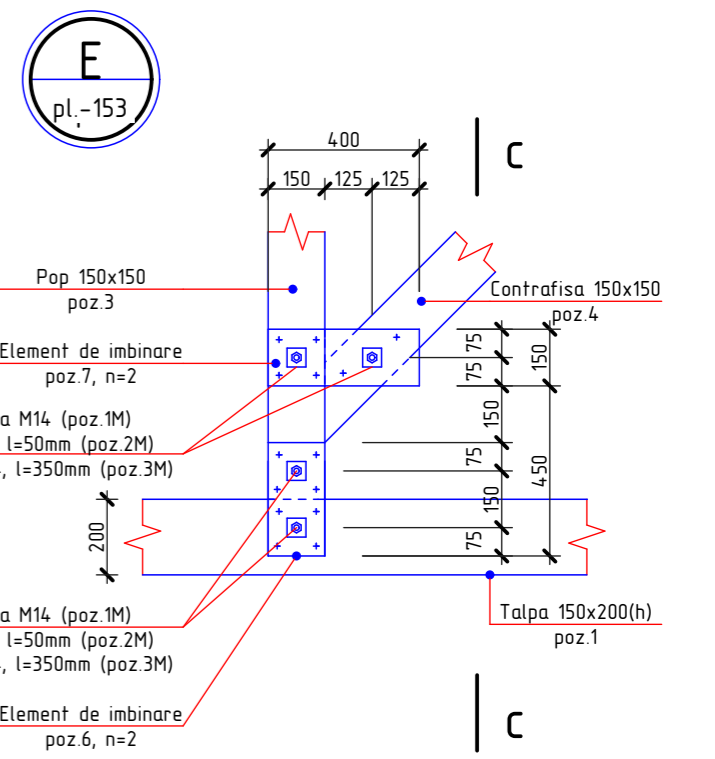 E
pl.-153
C
400
150
125
125
Pop 150x150
poz.3
Contrafisa 150x150
poz.4
Element de imbinare
poz.7, n=2
75
75
150
150
a M14 (poz.1M)
l=50mm (poz.2M)
, l=350mm (poz.3M)
75
450
150
75
200
a M14 (poz.1M)
l=50mm (poz.2M)
, l=350mm (poz.3M)
Talpa 150x200(h)
poz.1
Element de imbinare
poz.6, n=2
C